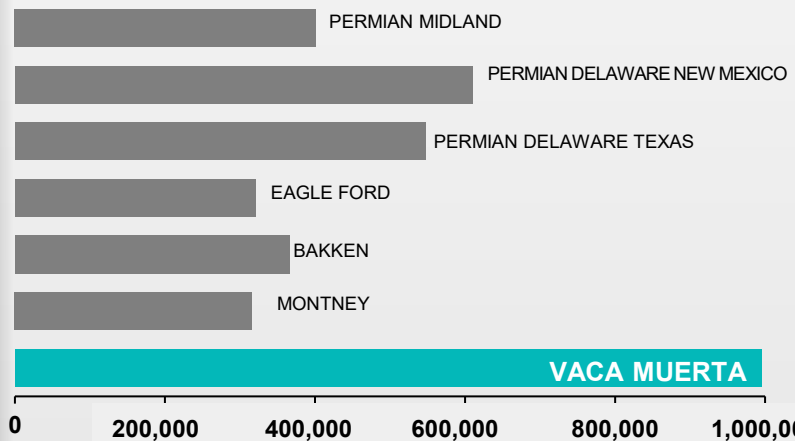 PERMIAN MIDLAND
PERMIAN DELAWARE NEW MEXICO
PERMIAN DELAWARE TEXAS
EAGLE FORD
BAKKEN
MONTNEY
VACA MUERTA
0 200,000 400,000 600,000 800,000